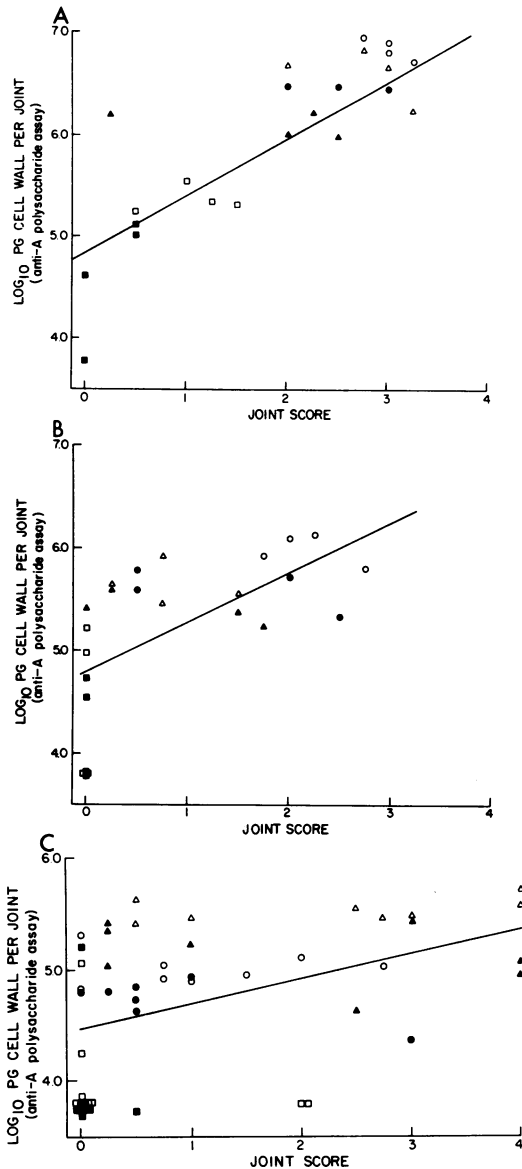 A
7.0
6.0
5.0
4.0
LOG10 PG CELL WALL PER JOINT
(anti-A polysaccharide assay)
0 1 2 3 4
JOINT SCORE
B
7.0
6.0
5.0
4.0
LOG10 PG CELL WALL PER JOINT
(anti-A polysaccharide assay)
0 1 2 3 4
JOINT SCORE
C
6.0
5.0
4.0
LOG10 PG CELL WALL PER JOINT
(anti-A polysaccharide assay)
0 1 2 3 4
JOINT SCORE